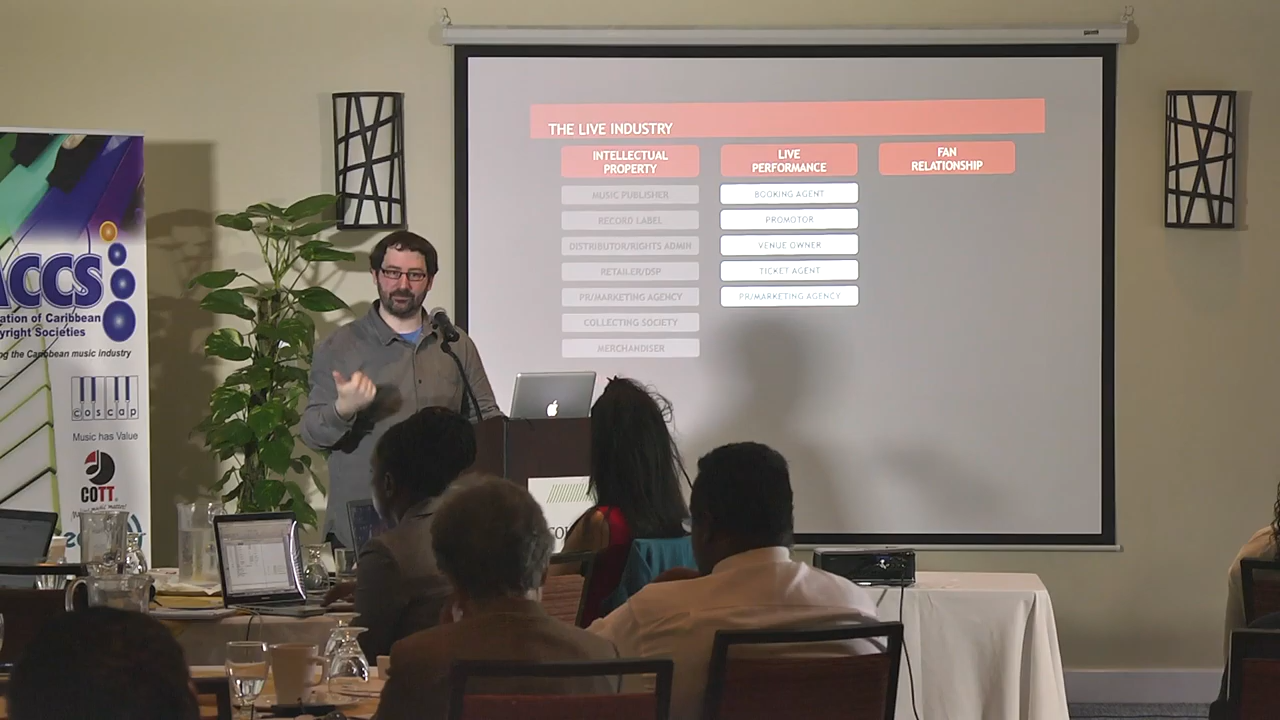 THE LIVE INDUSTRY
INTELLECTUAL
PROPERTY
MUSIC PUBLISHER
RECORD LABEL
DISTRIBUTOR/RIGHTS ADMIN
RETAILER/DSP
PR/MARKETING AGENCY
COLLECTING SOCIETY
MERCHANDISER
LIVE
PERFORMANCE
BOOKING AGENT
PROMOTOR
VENUE OWNER
TICKET AGENT
PR/MARKETING AGENCY
FAN
RELATIONSHIP
ACCS
ation of Caribbean
yright Societies
ng the Caribbean music industry
coscap
Music has Value
COTT